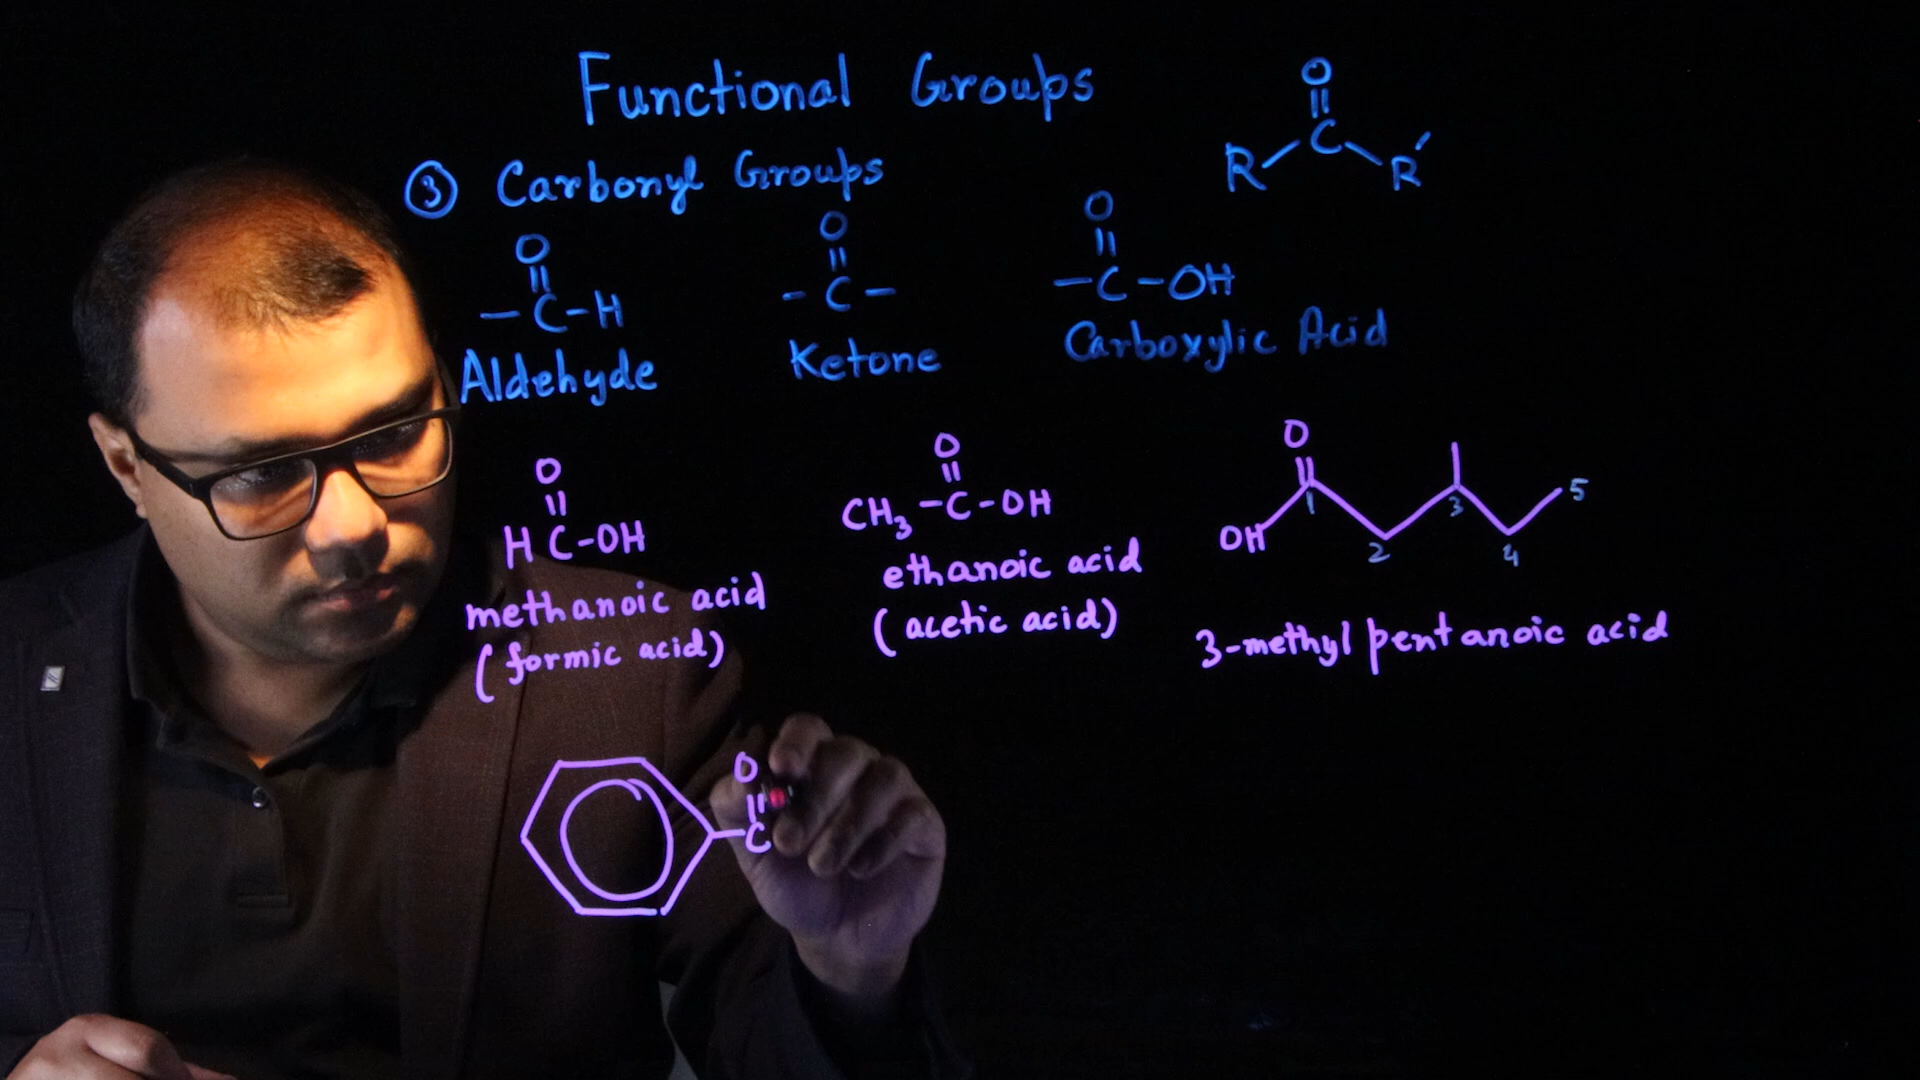 Functional Groups
③ Carbonyl Groups
O
R C R'
O
C-H
Aldehyde
O
-C-
Ketone
O
-C-OH
Carboxylic Acid
O
H C-OH
methanoic acid
(formic acid)
O
CH3-C-OH
ethanoic acid
(acetic acid)
O
OH
1 2 3 4 5
3-methyl pentanoic acid
O
C